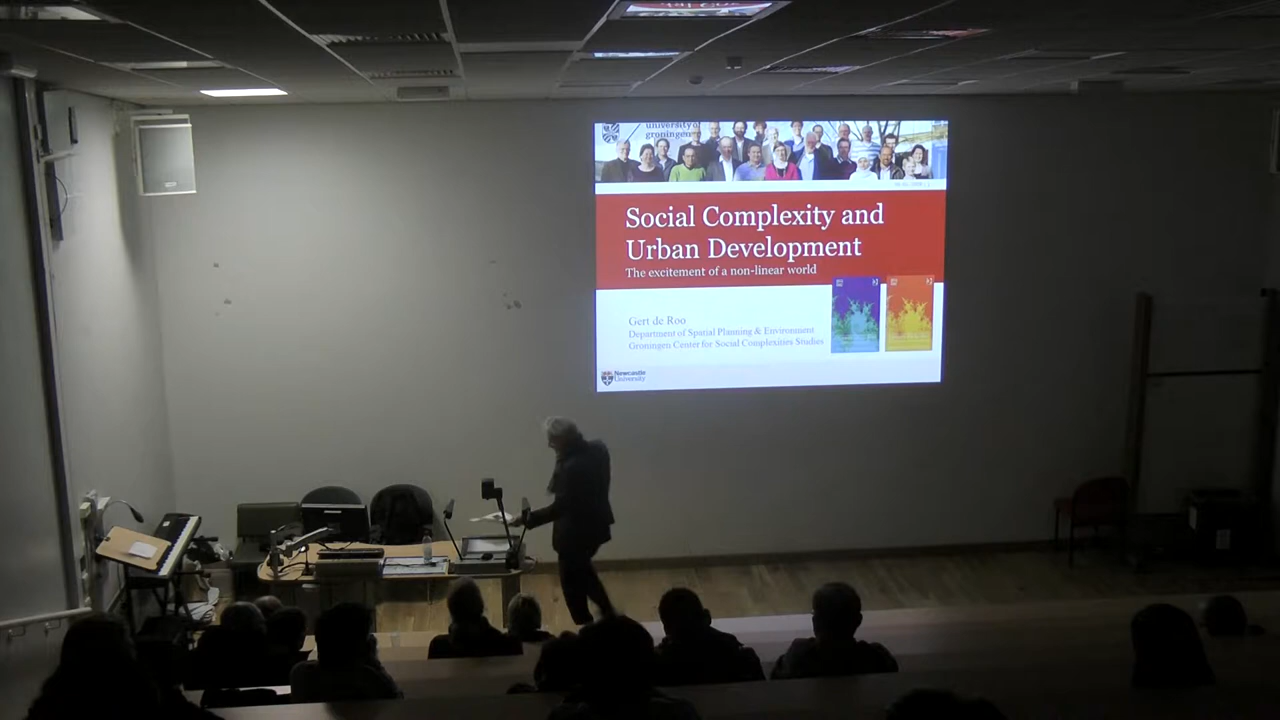 university of
groningen
Social Complexity and
Urban Development
The excitement of a non-linear world
Gert de Roo
Department of Spatial Planning & Environment
Groningen Center for Social Complexities Studies
Newcastle
University